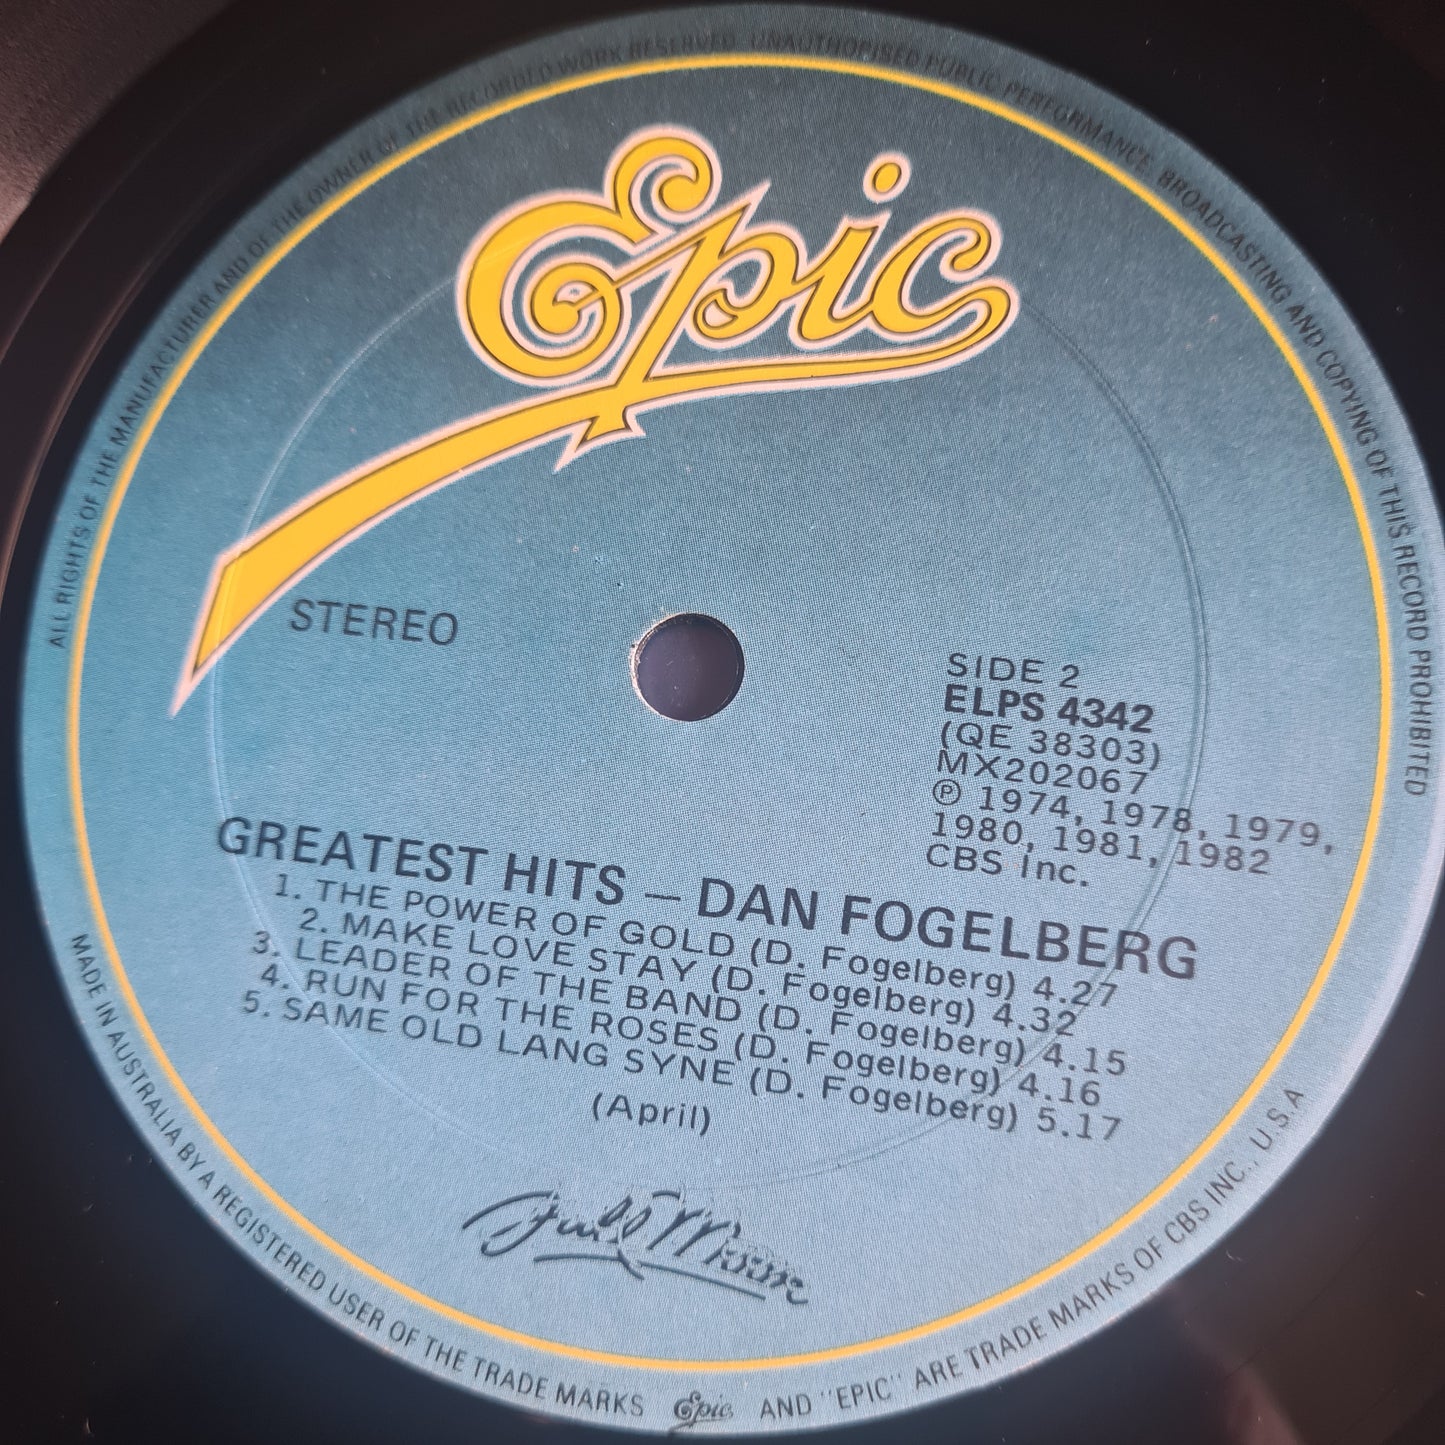 ALL RIGHTS OF THE MANUFACTURER AND OF THE OWNER OF THE RECORDED WORK RESERVED UNAUTHORISED PUBLIC PERFORMANCE BROADCASTING AND COPYING OF THIS RECORD PROHIBITED
Epic
STEREO
SIDE 2
ELPS 4342
(QE 38303)
MX202067
℗ 1974, 1978, 1979,
1980, 1981, 1982
CBS Inc.
GREATEST HITS — DAN FOGELBERG
1. THE POWER OF GOLD (D. Fogelberg) 4.27
2. MAKE LOVE STAY (D. Fogelberg) 4.32
3. LEADER OF THE BAND (D. Fogelberg) 4.15
4. RUN FOR THE ROSES (D. Fogelberg) 4.16
5. SAME OLD LANG SYNE (D. Fogelberg) 5.17
(April)
Full Moon
MADE IN AUSTRALIA BY A REGISTERED USER OF THE TRADE MARKS Epic AND "EPIC" ARE TRADE MARKS OF CBS INC., U.S.A